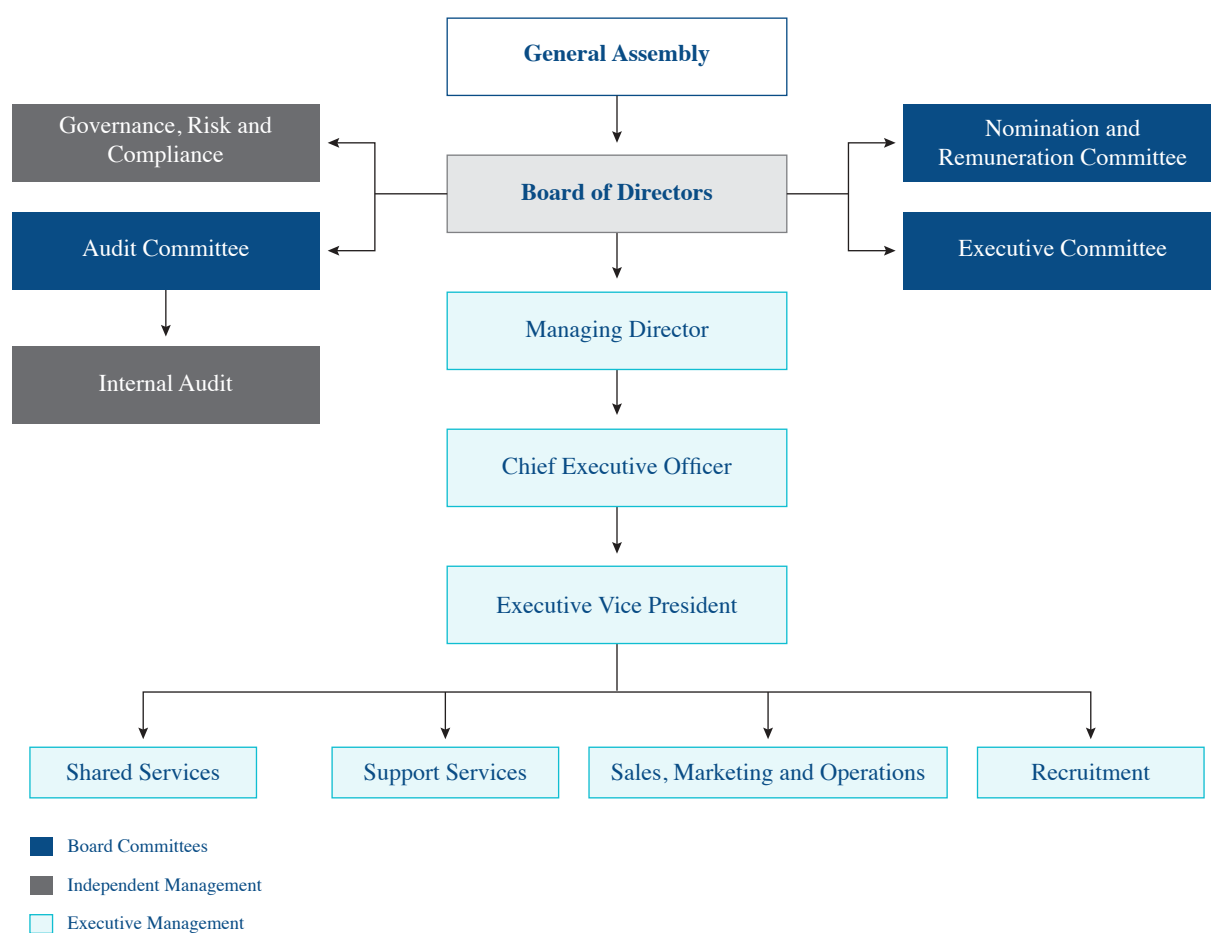 General Assembly
Governance, Risk and
Compliance
Nomination and
Remuneration Committee
Board of Directors
Audit Committee
Executive Committee
Managing Director
Internal Audit
Chief Executive Officer
Executive Vice President
Shared Services
Support Services
Sales, Marketing and Operations
Recruitment
Board Committees
Independent Management
Executive Management